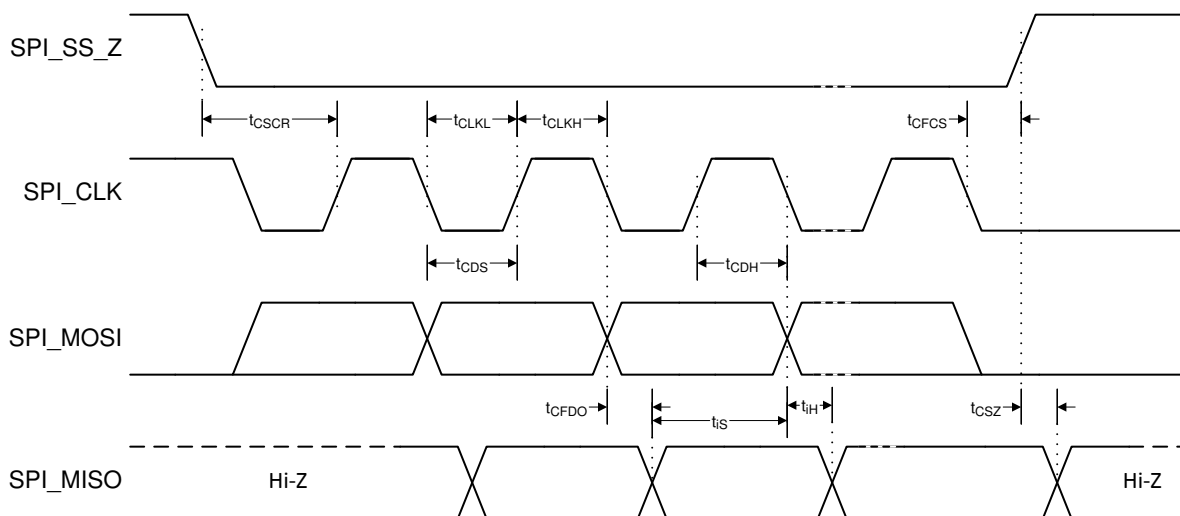 SPI_SS_Z
tCSCR
tCLKL
tCLKH
tCFCS
SPI_CLK
tCDS
tCDH
SPI_MOSI
tCFDO
tiS
tiH
tCSZ
SPI_MISO
Hi-Z
Hi-Z